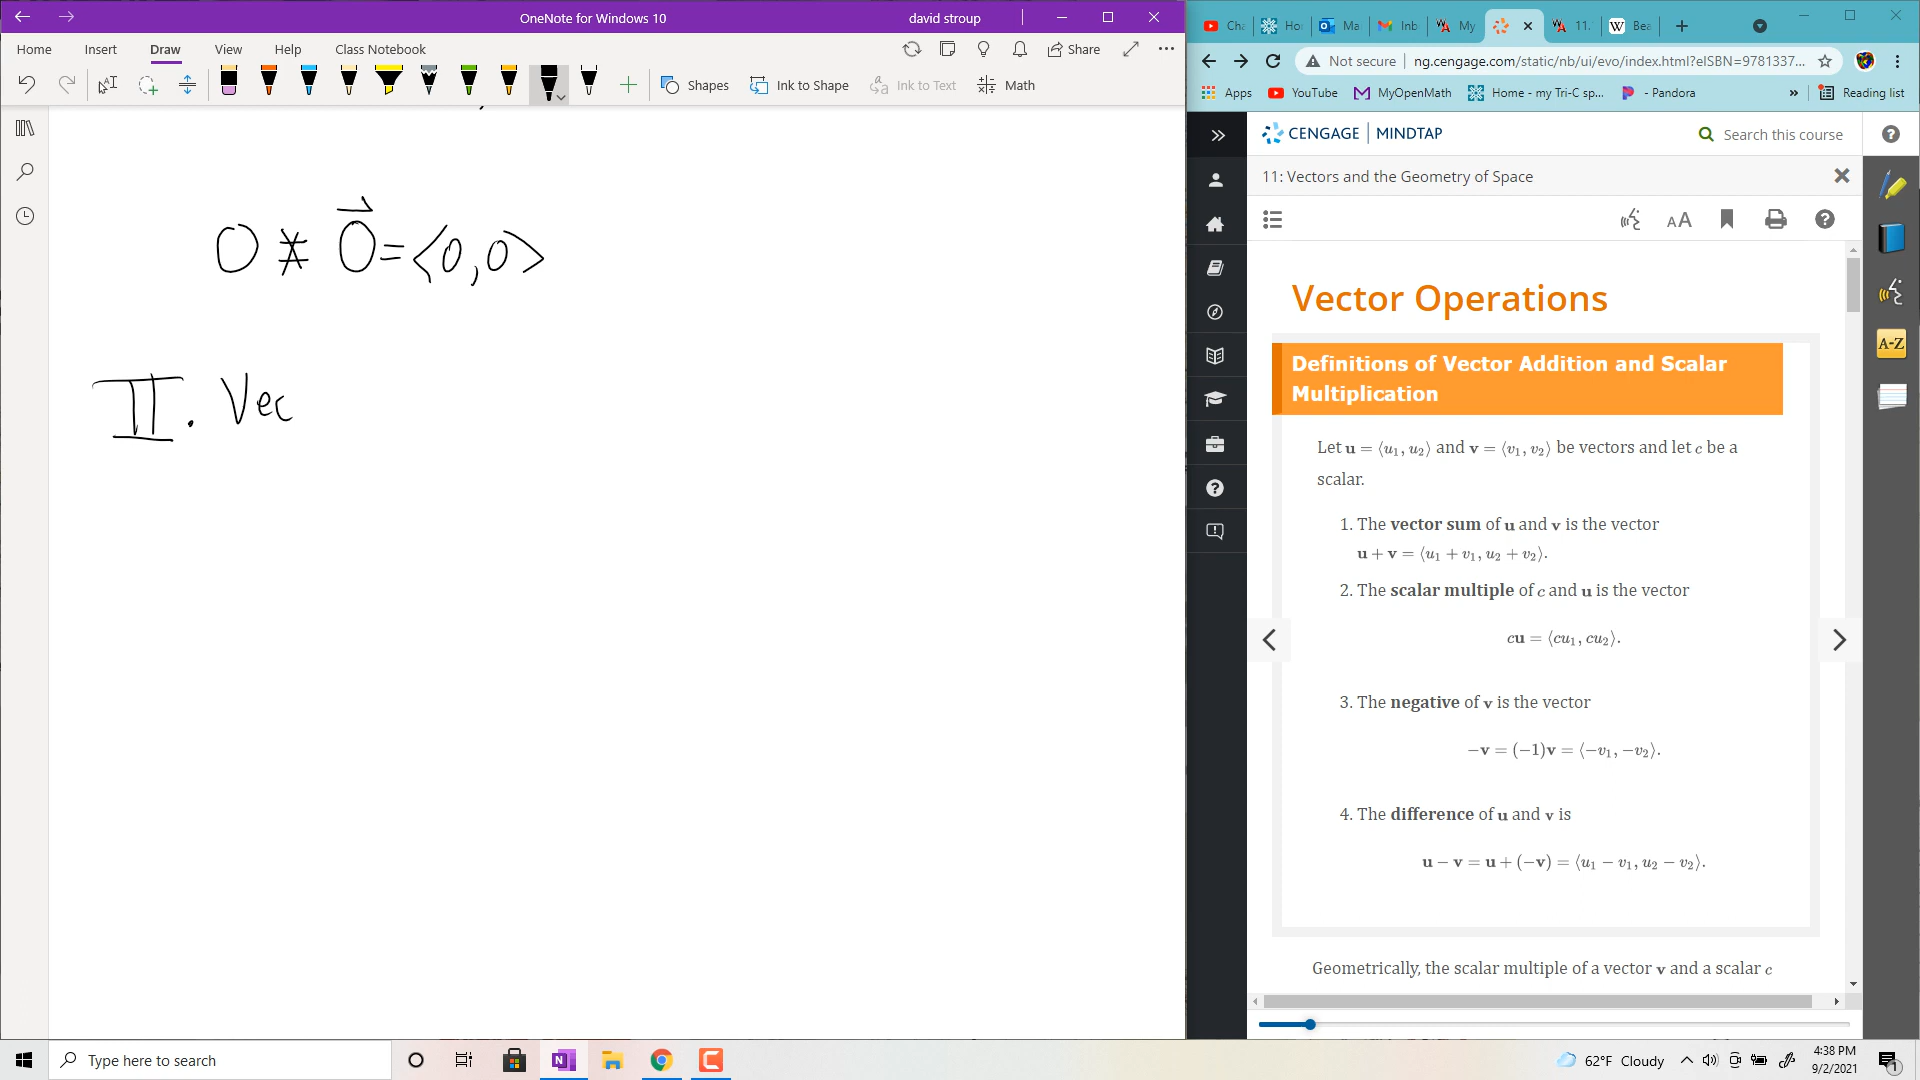 OneNote for Windows 10
david stroup
Home Insert Draw View Help Class Notebook
Share
Shapes
Ink to Shape
Ink to Text
Math
0 * 0⃗ = <0,0>
II. Vec
My
11.
W
Not secure
ng.cengage.com/static/nb/ui/evo/index.html?eISBN=9781337...
Apps YouTube MyOpenMath Home - my Tri-C sp... - Pandora » Reading list
CENGAGE | MINDTAP
Search this course
11: Vectors and the Geometry of Space
AA
A-Z
Vector Operations
Definitions of Vector Addition and Scalar
Multiplication
Let u = ⟨u₁, u₂⟩ and v = ⟨v₁, v₂⟩ be vectors and let c be a
scalar.
1. The vector sum of u and v is the vector
u + v = ⟨u₁ + v₁, u₂ + v₂⟩.
2. The scalar multiple of c and u is the vector
cu = ⟨cu₁, cu₂⟩.
3. The negative of v is the vector
−v = (−1)v = ⟨−v₁, −v₂⟩.
4. The difference of u and v is
u − v = u + (−v) = ⟨u₁ − v₁, u₂ − v₂⟩.
Geometrically, the scalar multiple of a vector v and a scalar c
Type here to search
62°F Cloudy
4:38 PM
9/2/2021
1